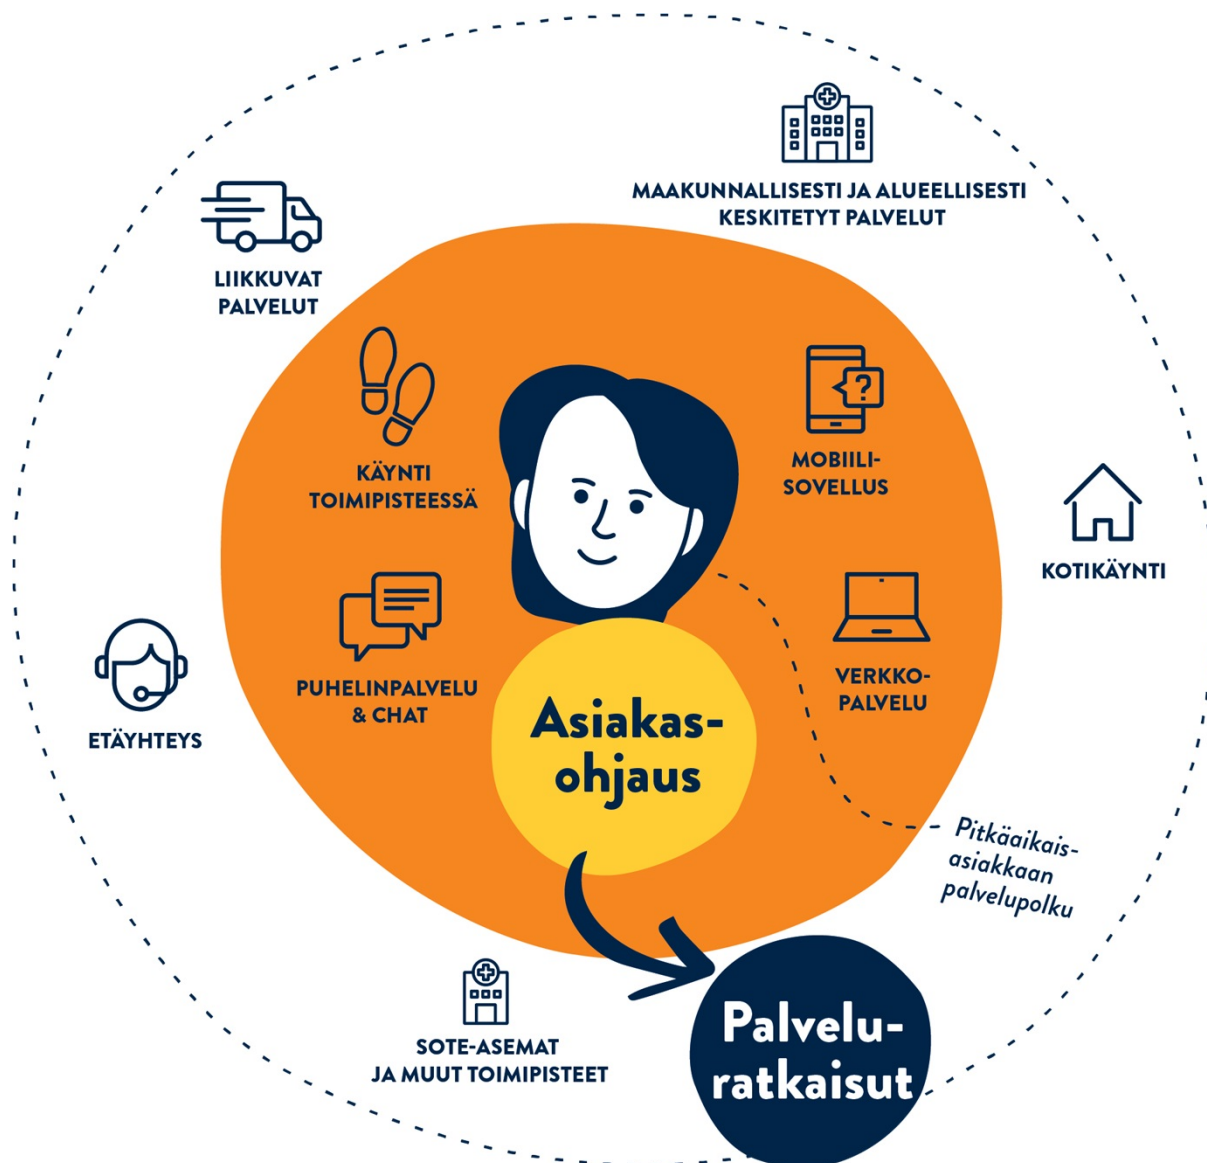 MAAKUNNALLISESTI JA ALUEELLISESTI
KESKITETYT PALVELUT
LIIKKUVAT
PALVELUT
KÄYNTI
TOIMIPISTEESSÄ
?
MOBIILI-
SOVELLUS
KOTIKÄYNTI
PUHELINPALVELU
& CHAT
VERKKO-
PALVELU
ETÄYHTEYS
Asiakas-
ohjaus
Pitkäaikais-
asiakkaan
palvelupolku
SOTE-ASEMAT
JA MUUT TOIMIPISTEET
Palvelu-
ratkaisut